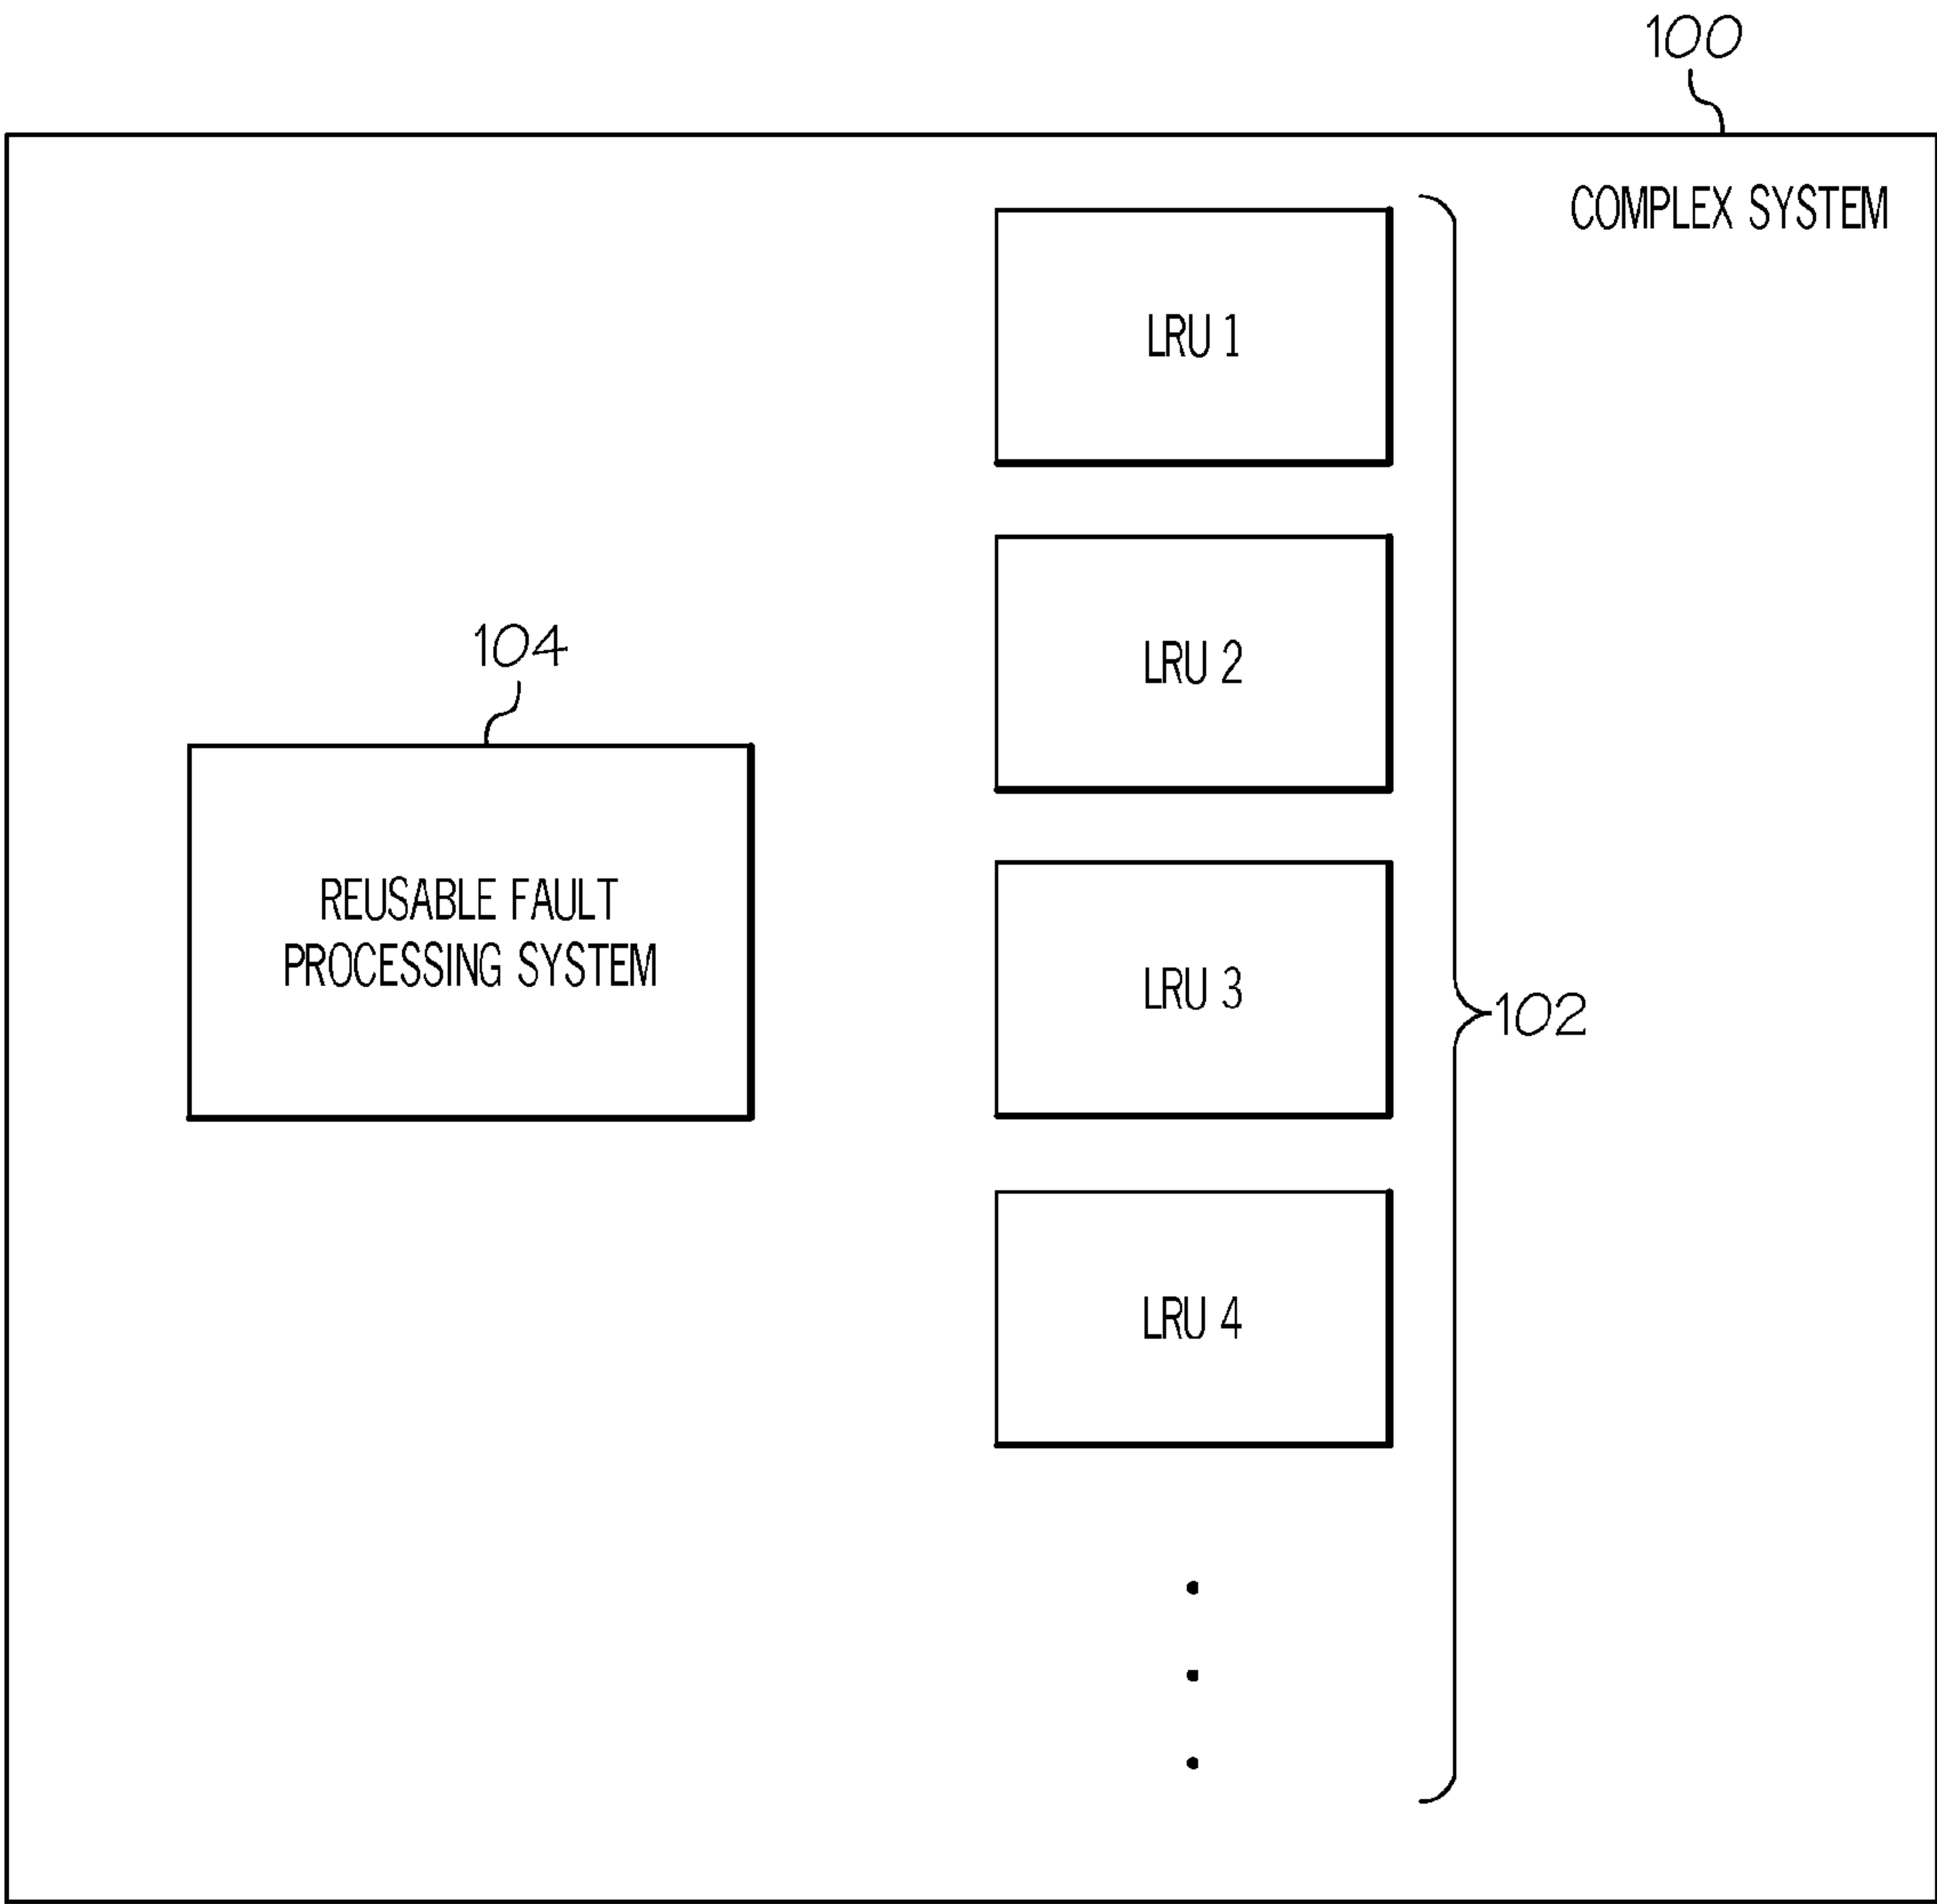 100
COMPLEX SYSTEM
LRU 1
LRU 2
104
REUSABLE FAULT
PROCESSING SYSTEM
LRU 3
102
LRU 4